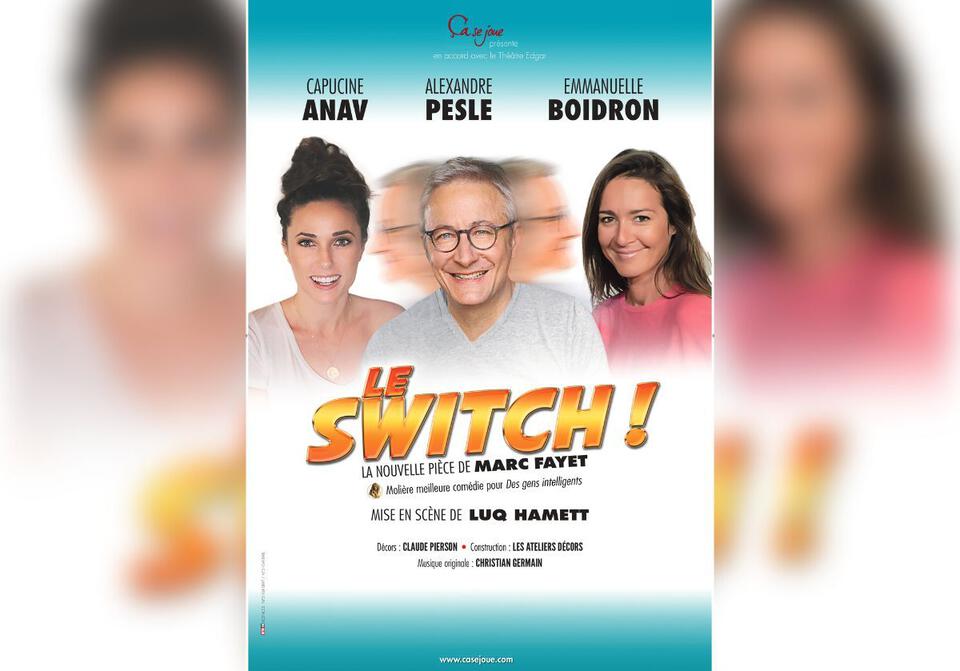 Ça se joue
présente
en accord avec le Théâtre Edgar
CAPUCINE ALEXANDRE EMMANUELLE
ANAV PESLE BOIDRON
LE
SWITCH !
LA NOUVELLE PIÈCE DE MARC FAYET
Molière meilleure comédie pour Des gens intelligents
MISE EN SCÈNE DE LUQ HAMETT
Décors : CLAUDE PIERSON • Construction : LES ATELIERS DÉCORS
Musique originale : CHRISTIAN GERMAIN
www.casejoue.com